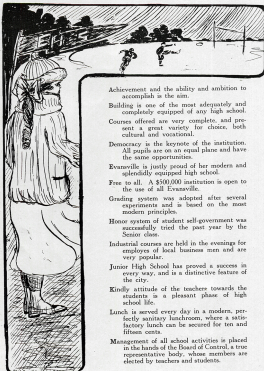 E.H.S.
Achievement and the ability and ambition to
accomplish is the aim.
Building is one of the most adequately and
completely equipped of any high school.
Courses offered are very complete, and pre-
sent a great variety for choice, both
cultural and vocational.
Democracy is the keynote of the institution.
All pupils are on an equal plane and have
the same opportunities.
Evansville is justly proud of her modern and
splendidly equipped high school.
Free to all. A $500,000 institution is open to
the use of all Evansville.
Grading system was adopted after several
experiments and is based on the most
modern principles.
Honor system of student self-government was
successfully tried the past year by the
Senior class.
Industrial courses are held in the evenings for
employes of local business men and are
very popular.
Junior High School has proved a success in
every way, and is a distinctive feature of
the city.
Kindly attitude of the teachers towards the
students is a pleasant phase of high
school life.
Lunch is served every day in a modern, per-
fectly sanitary lunchroom, where a satis-
factory lunch can be secured for ten and
fifteen cents.
Management of all school activities is placed
in the hands of the Board of Control, a true
representative body, whose members are
elected by teachers and students.